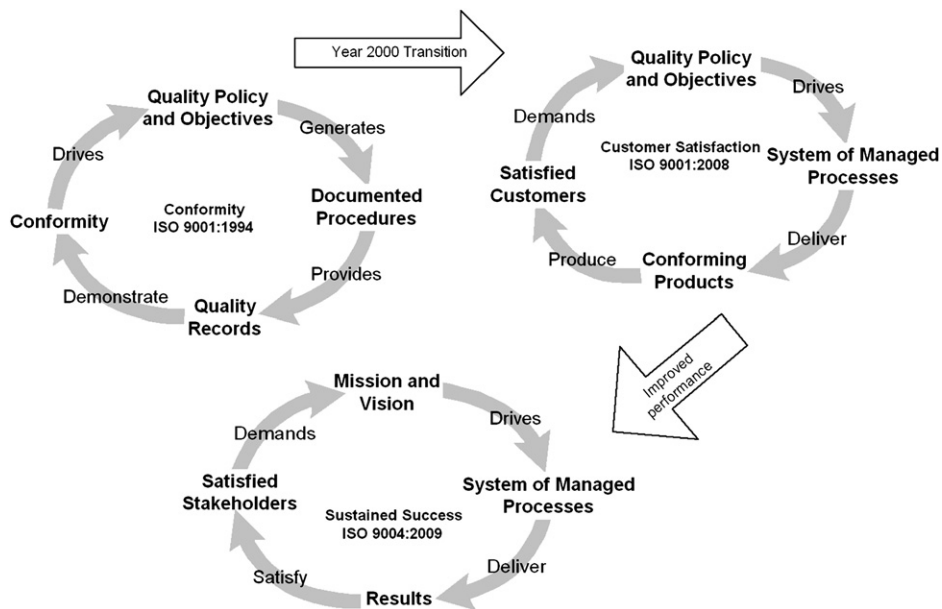 Year 2000 Transition
Quality Policy
and Objectives
Generates
Documented
Procedures
Provides
Quality
Records
Demonstrate
Conformity
Drives
Conformity
ISO 9001:1994
Quality Policy
and Objectives
Drives
System of Managed
Processes
Deliver
Conforming
Products
Produce
Satisfied
Customers
Demands
Customer Satisfaction
ISO 9001:2008
Improved
performance
Mission and
Vision
Drives
System of Managed
Processes
Deliver
Results
Satisfy
Satisfied
Stakeholders
Demands
Sustained Success
ISO 9004:2009